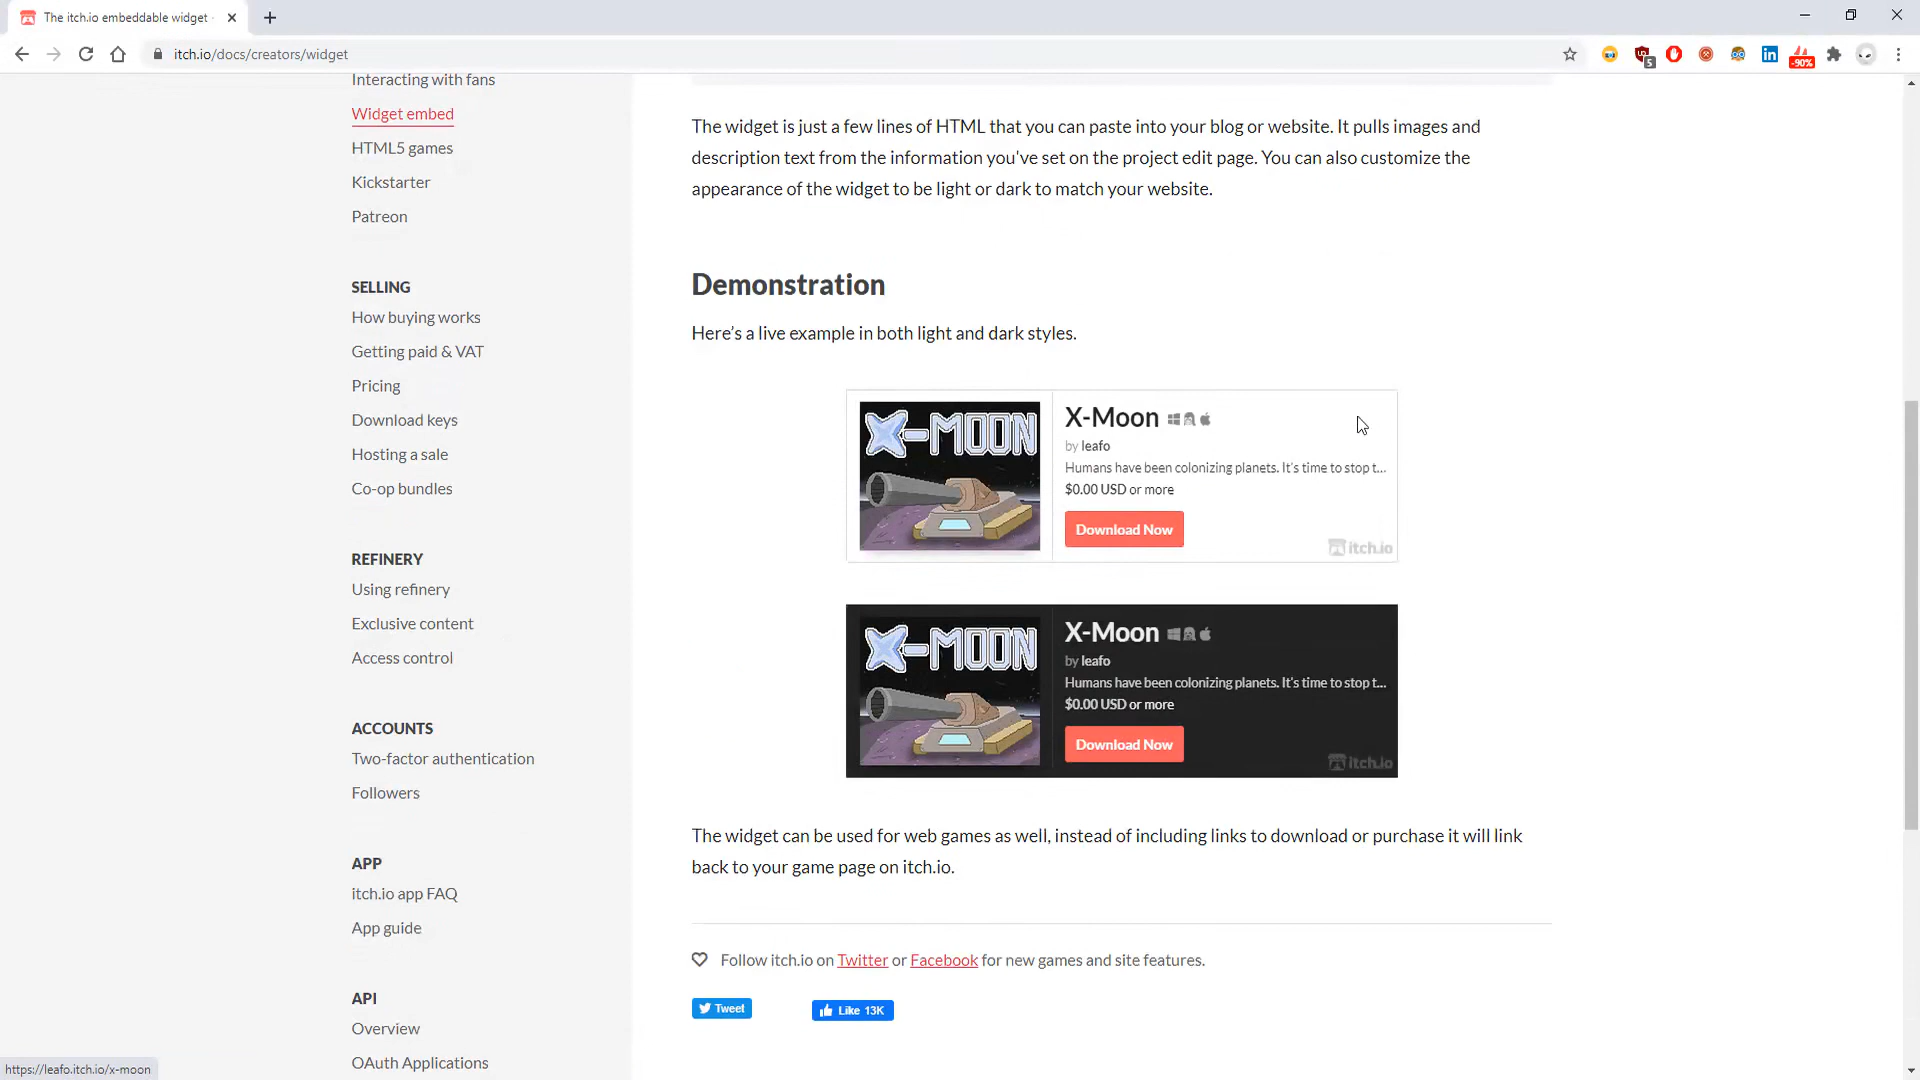 The itch.io embeddable widget
itch.io/docs/creators/widget
5
-90%
Interacting with fans
Widget embed
HTML5 games
Kickstarter
Patreon
SELLING
How buying works
Getting paid & VAT
Pricing
Download keys
Hosting a sale
Co-op bundles
REFINERY
Using refinery
Exclusive content
Access control
ACCOUNTS
Two-factor authentication
Followers
APP
itch.io app FAQ
App guide
API
Overview
OAuth Applications
https://leafo.itch.io/x-moon
The widget is just a few lines of HTML that you can paste into your blog or website. It pulls images and
description text from the information you've set on the project edit page. You can also customize the
appearance of the widget to be light or dark to match your website.
Demonstration
Here's a live example in both light and dark styles.
X-MOON
X-Moon
by leafo
Humans have been colonizing planets. It's time to stop t...
$0.00 USD or more
Download Now
itch.io
X-MOON
X-Moon
by leafo
Humans have been colonizing planets. It's time to stop t...
$0.00 USD or more
Download Now
itch.io
The widget can be used for web games as well, instead of including links to download or purchase it will link
back to your game page on itch.io.
Follow itch.io on Twitter or Facebook for new games and site features.
Tweet
Like 13K